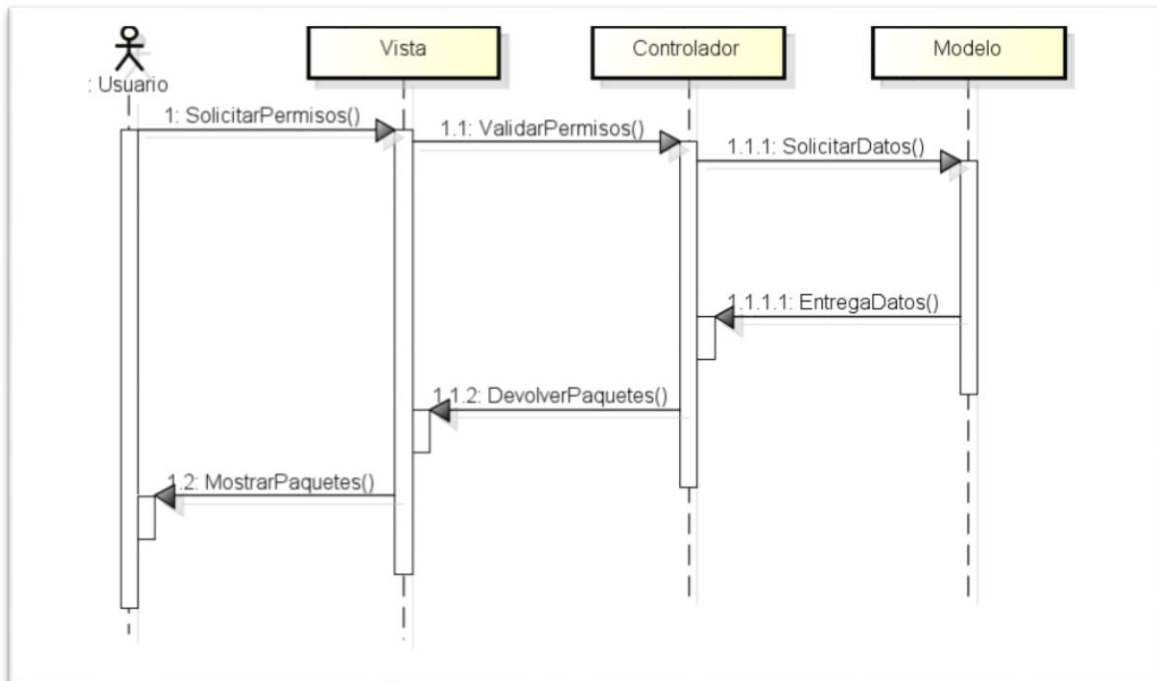 Vista
Controlador
Modelo
: Usuario
1: SolicitarPermisos()
1.1: ValidarPermisos()
1.1.1: SolicitarDatos()
1.1.1.1: EntregaDatos()
1.1.2: DevolverPaquetes()
1.2: MostrarPaquetes()